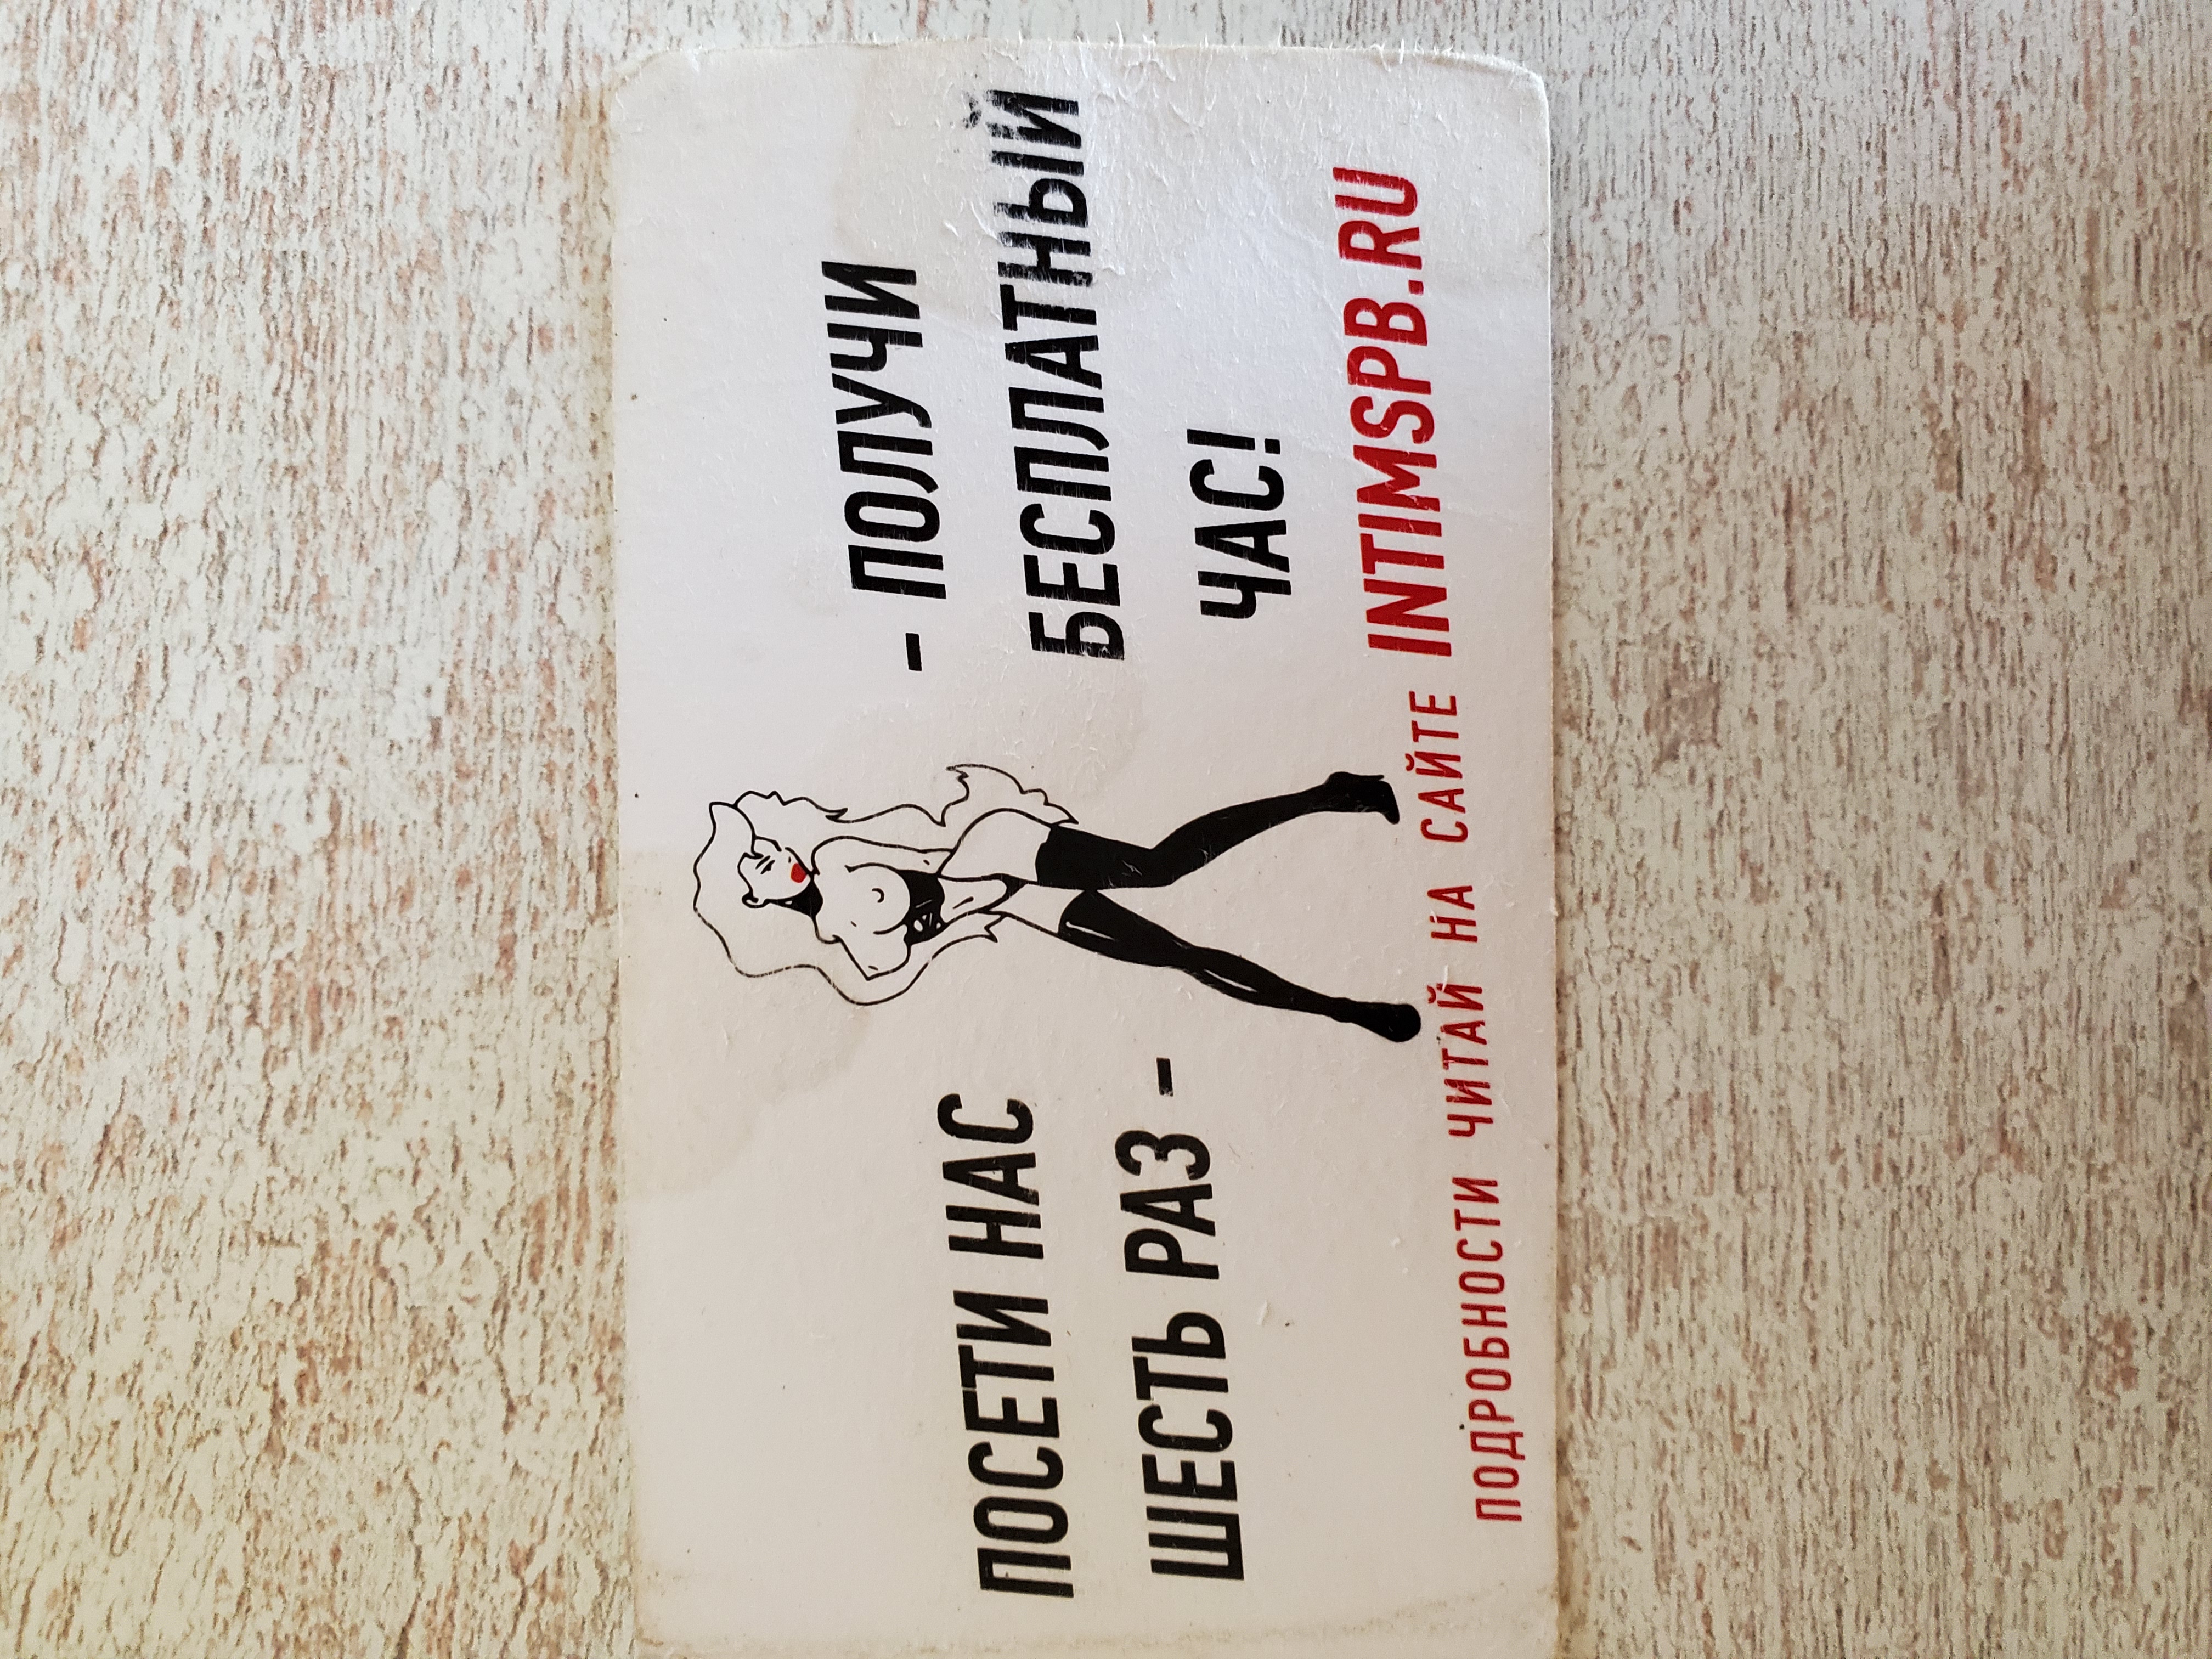 ПОСЕТИ НАС
ШЕСТЬ РАЗ -
- ПОЛУЧИ
БЕСПЛАТНЫЙ
ЧАС!
ПОДРОБНОСТИ ЧИТАЙ НА САЙТЕ INTIMSPB.RU